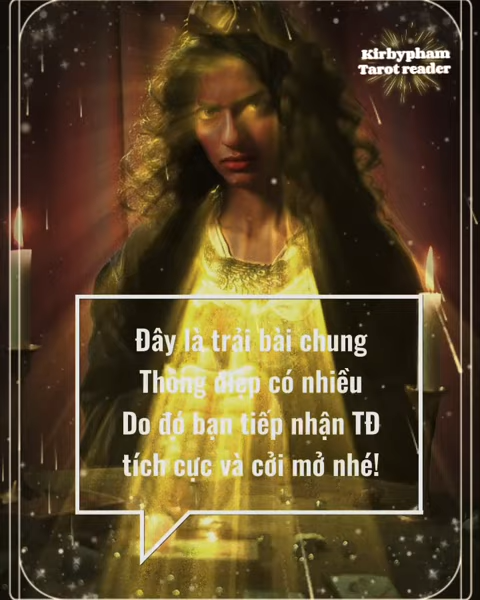 Kirbypham
Tarot reader
Đây là trải bài chung
Thông điệp có nhiều
Do đó bạn tiếp nhận TĐ
tích cực và cởi mở nhé!